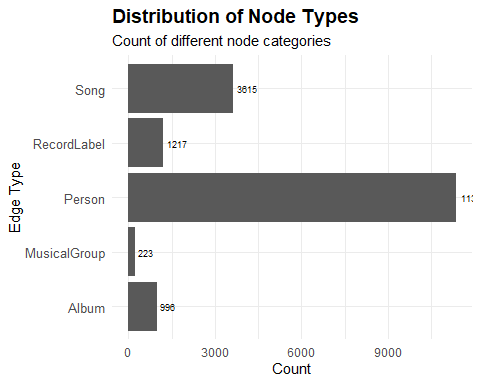 Distribution of Node Types
Count of different node categories
Edge Type
Song
3615
RecordLabel
1217
Person
MusicalGroup
223
Album
996
0 3000 6000 9000
Count